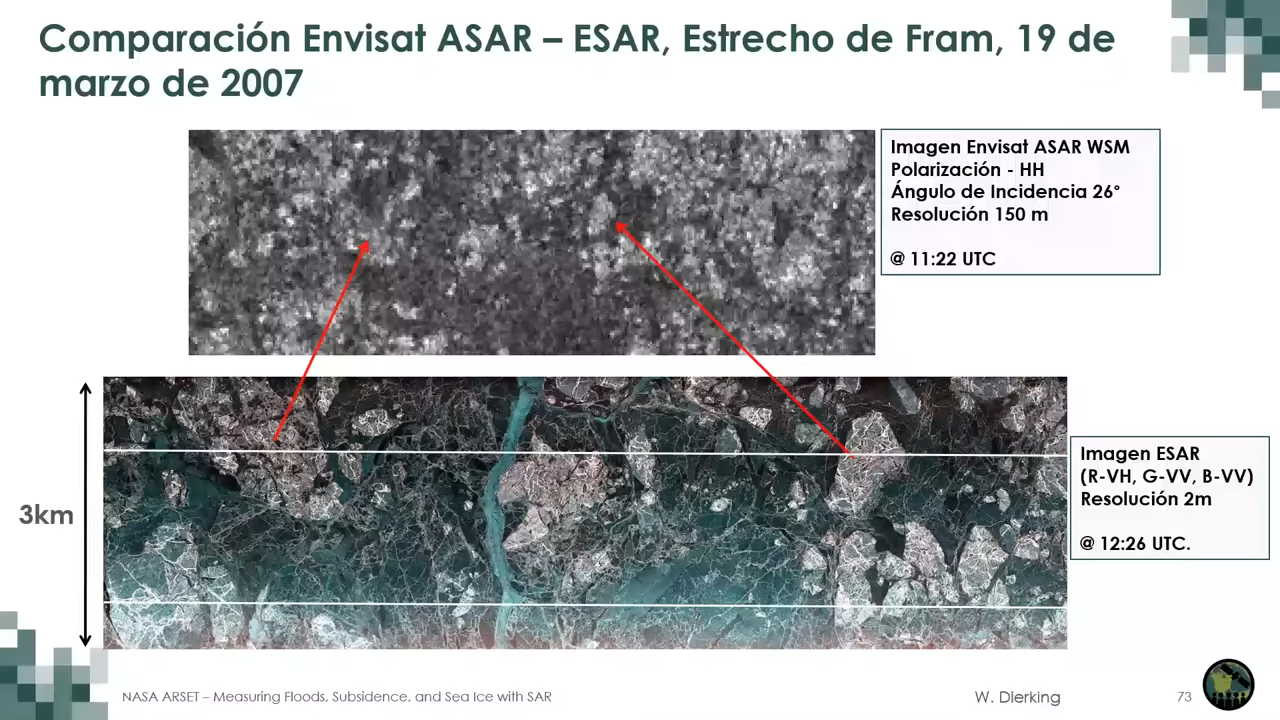 Comparación Envisat ASAR – ESAR, Estrecho de Fram, 19 de
marzo de 2007
Imagen Envisat ASAR WSM
Polarización - HH
Ángulo de Incidencia 26°
Resolución 150 m
@ 11:22 UTC
3km
Imagen ESAR
(R-VH, G-VV, B-VV)
Resolución 2m
@ 12:26 UTC.
NASA ARSET – Measuring Floods, Subsidence, and Sea Ice with SAR
W. Dierking
73